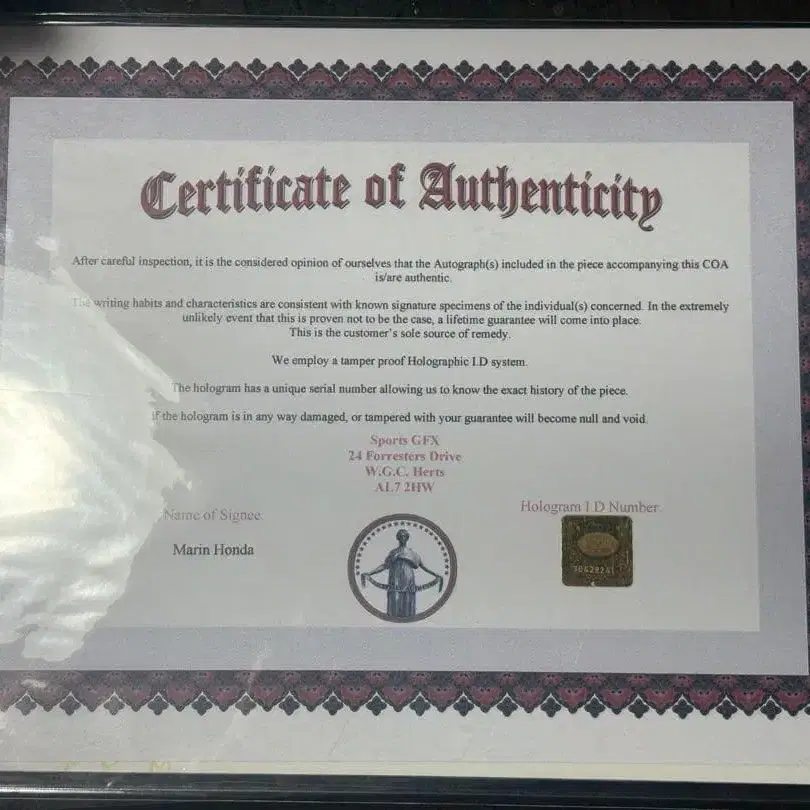 Certificate of Authenticity
After careful inspection, it is the considered opinion of ourselves that the Autograph(s) included in the piece accompanying this COA
is/are authentic.
The writing habits and characteristics are consistent with known signature specimens of the individual(s) concerned. In the extremely
unlikely event that this is proven not to be the case, a lifetime guarantee will come into place.
This is the customer's sole source of remedy.
We employ a tamper proof Holographic I.D system.
The hologram has a unique serial number allowing us to know the exact history of the piece.
If the hologram is in any way damaged, or tampered with your guarantee will become null and void.
Sports GFX
24 Forresters Drive
W.G.C. Herts
AL7 2HW
Name of Signee
Hologram I D Number
Marin Honda